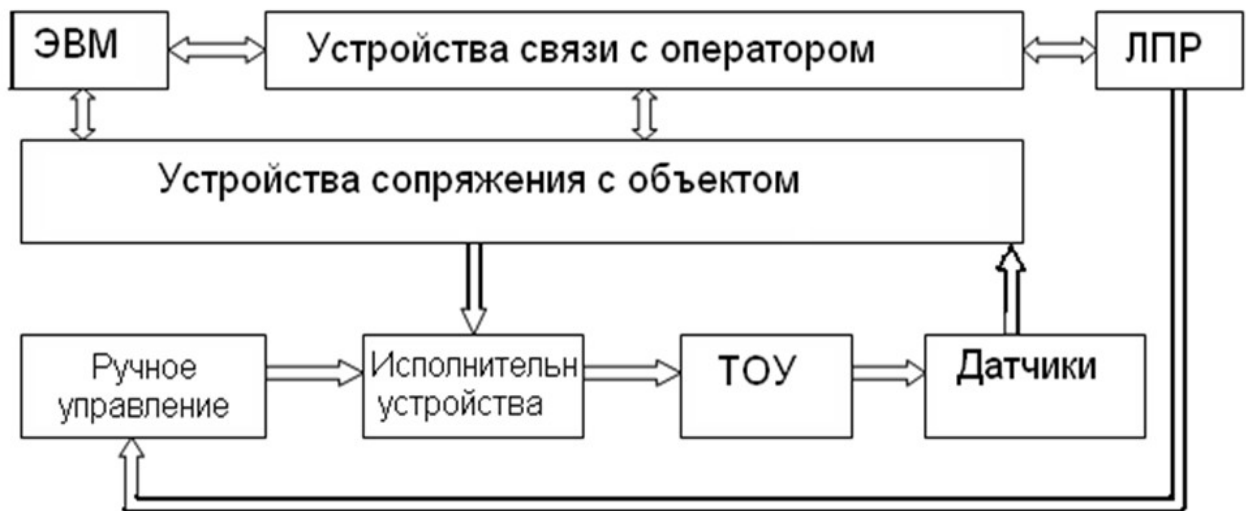 ЭВМ
Устройства связи с оператором
ЛПР
Устройства сопряжения с объектом
Ручное
управление
Исполнительн
устройства
ТОУ
Датчики